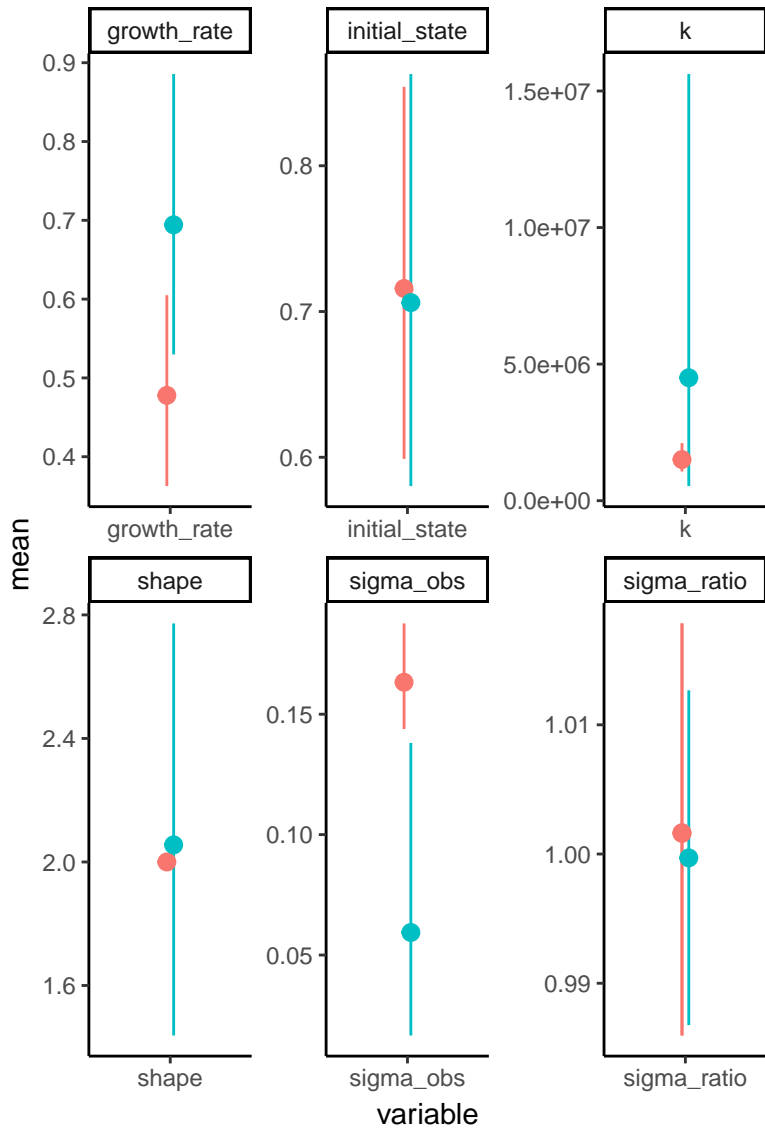 growth_rate
initial_state
k
0.9
0.8
0.7
0.6
0.5
0.4
0.8
0.7
0.6
1.5e+07
1.0e+07
5.0e+06
0.0e+00
growth_rate
initial_state
k
mean
shape
sigma_obs
sigma_ratio
2.8
2.4
2.0
1.6
0.15
0.10
0.05
1.01
1.00
0.99
shape
sigma_obs
sigma_ratio
variable